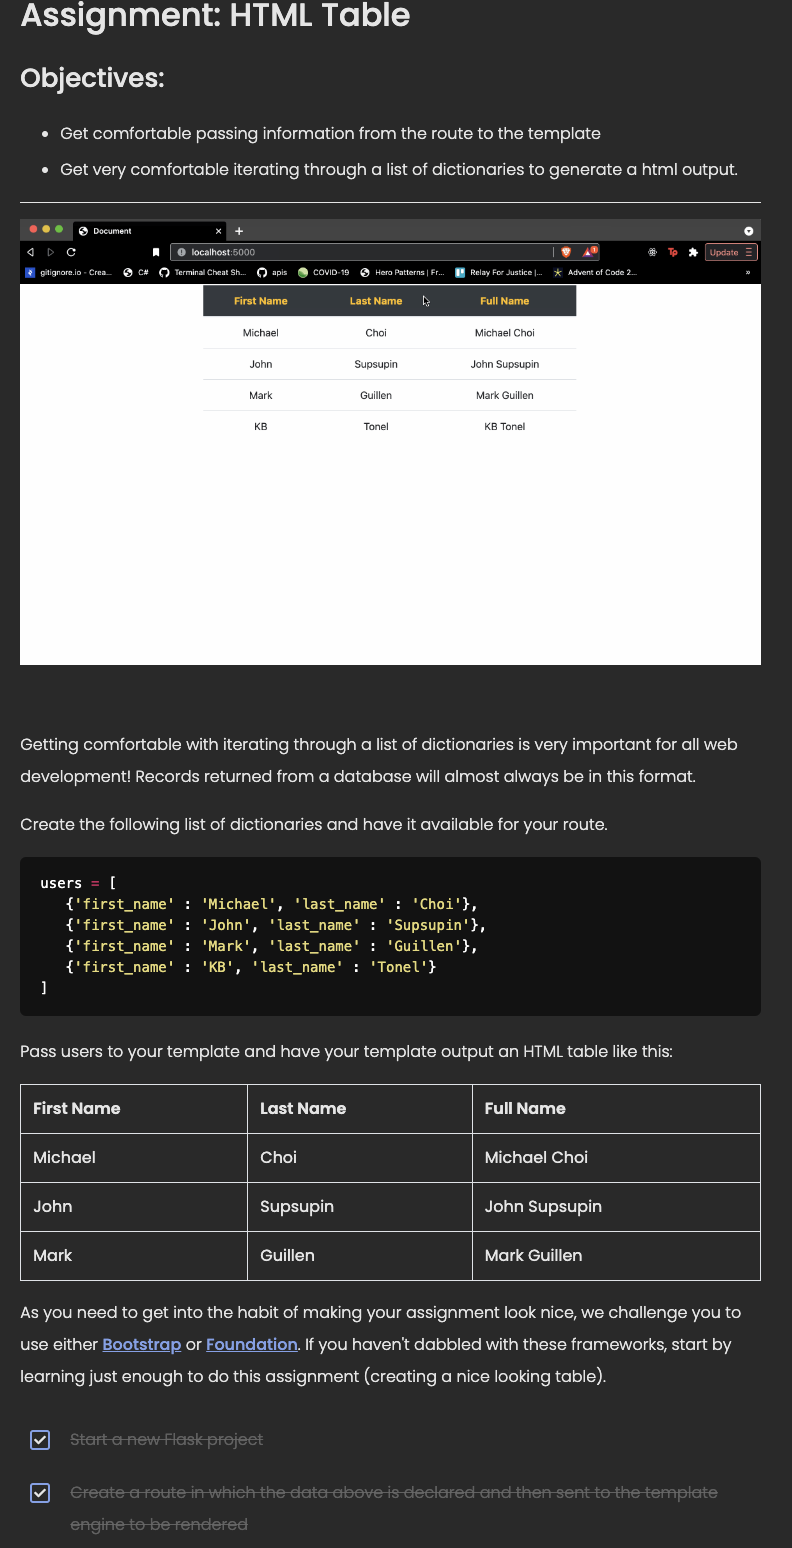 Assignment: HTML Table
Objectives:
Get comfortable passing information from the route to the template
Get very comfortable iterating through a list of dictionaries to generate a html output.
Document
localhost:5000
1
Tp
Update
gitignore.io - Crea...
C#
Terminal Cheat Sh...
apis
COVID-19
Hero Patterns | Fr...
Relay For Justice |...
Advent of Code 2...
»
First Name Last Name Full Name
Michael Choi Michael Choi
John Supsupin John Supsupin
Mark Guillen Mark Guillen
KB Tonel KB Tonel
Getting comfortable with iterating through a list of dictionaries is very important for all web
development! Records returned from a database will almost always be in this format.
Create the following list of dictionaries and have it available for your route.
users = [
{'first_name' : 'Michael', 'last_name' : 'Choi'},
{'first_name' : 'John', 'last_name' : 'Supsupin'},
{'first_name' : 'Mark', 'last_name' : 'Guillen'},
{'first_name' : 'KB', 'last_name' : 'Tonel'}
]
Pass users to your template and have your template output an HTML table like this:
First Name Last Name Full Name
Michael Choi Michael Choi
John Supsupin John Supsupin
Mark Guillen Mark Guillen
As you need to get into the habit of making your assignment look nice, we challenge you to
use either Bootstrap or Foundation. If you haven't dabbled with these frameworks, start by
learning just enough to do this assignment (creating a nice looking table).
Start a new Flask project
Create a route in which the data above is declared and then sent to the template
engine to be rendered